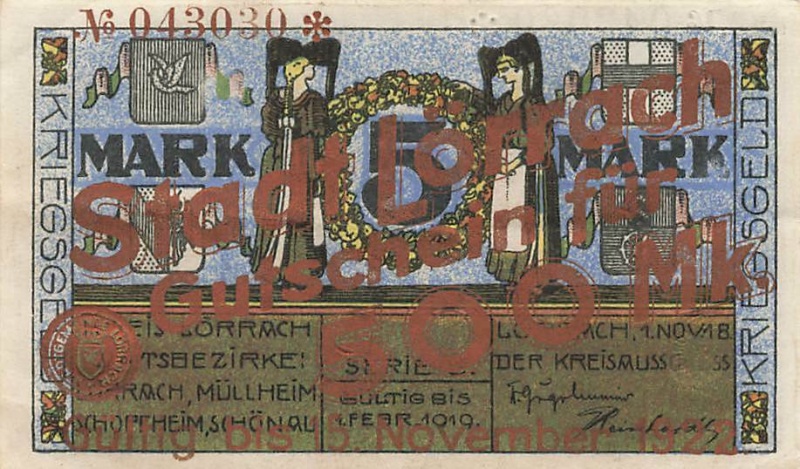 № 043030 *
KRIEGSGELD
MARK 5 MARK
KRIEGSGELD
Stadt Lörrach
Gutschein für
500 Mk.
KREIS LÖRRACH
LÖRRACH,
MÜLLHEIM,
SCHOPFHEIM, SCHÖNAU
SERIE
GÜLTIG BIS
1. FEBR. 1919.
LÖRRACH, 1. NOV. 18.
DER KREISAUSSCHUSS
Gültig bis 15. November 1922